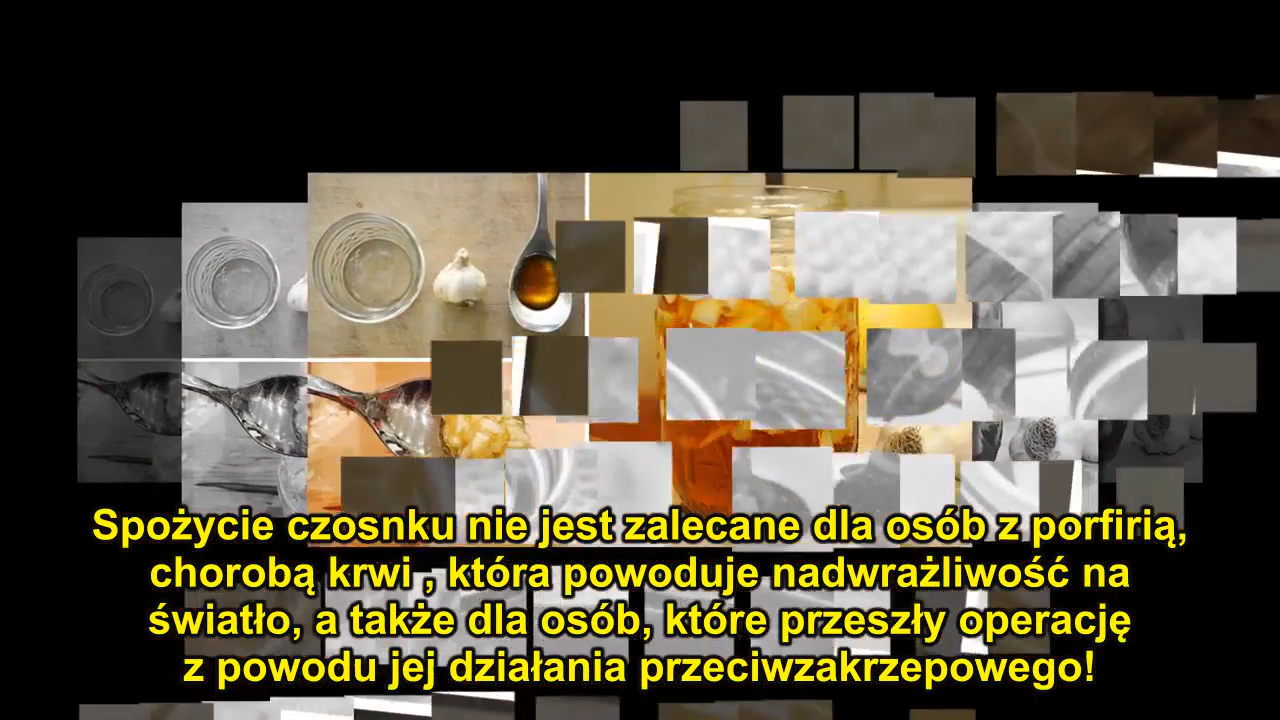 Spożycie czosnku nie jest zalecane dla osób z porfirią,
chorobą krwi , która powoduje nadwrażliwość na
światło, a także dla osób, które przeszły operację
z powodu jej działania przeciwzakrzepowego!